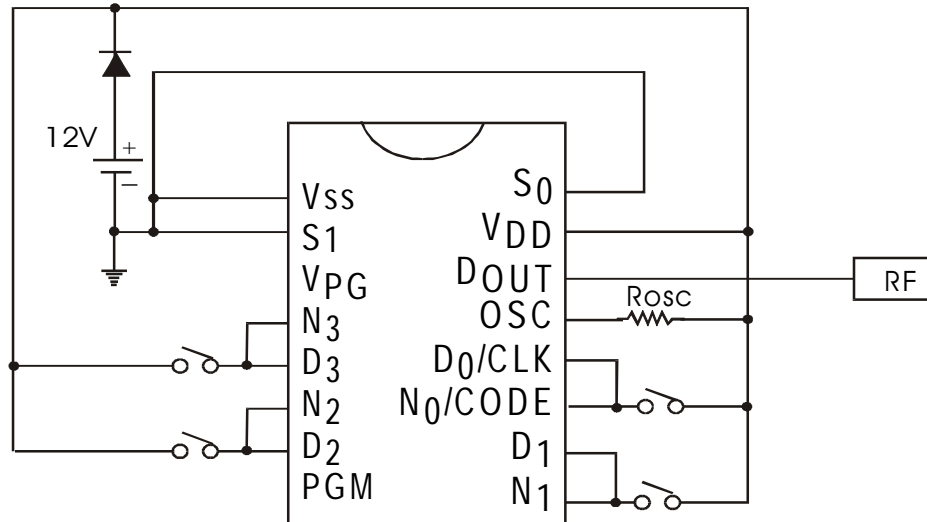 12V
+
−
VSS
S1
VPG
N3
D3
N2
D2
PGM
S0
VDD
DOUT
OSC
D0/CLK
N0/CODE
D1
N1
ROSC
RF